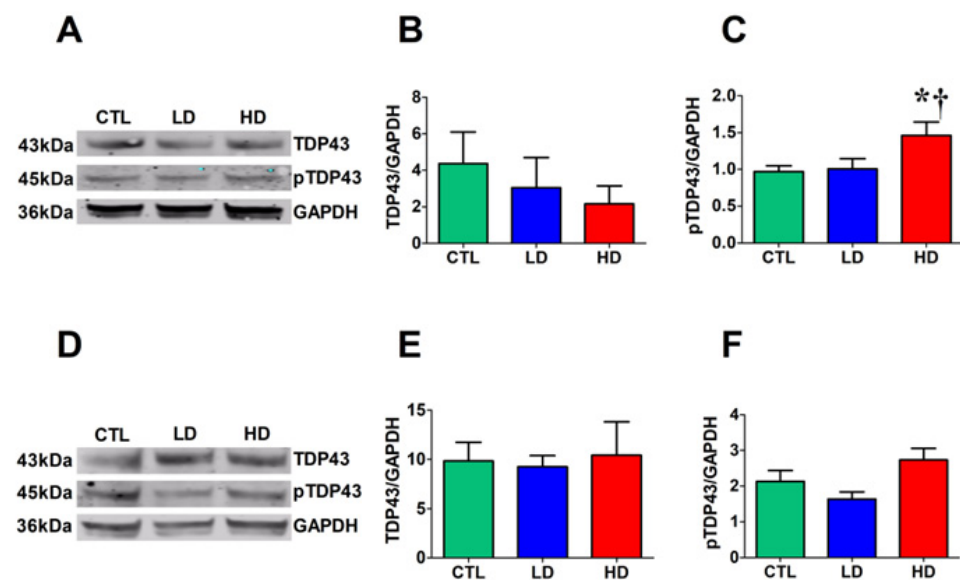 A
B
C
CTL LD HD
43kDa TDP43
45kDa pTDP43
36kDa GAPDH
TDP43/GAPDH
8
6
4
2
0
CTL LD HD
pTDP43/GAPDH
2.0
1.5
1.0
0.5
0.0
*†
CTL LD HD
D
E
F
CTL LD HD
43kDa TDP43
45kDa pTDP43
36kDa GAPDH
TDP43/GAPDH
15
10
5
0
CTL LD HD
pTDP43/GAPDH
4
3
2
1
0
CTL LD HD